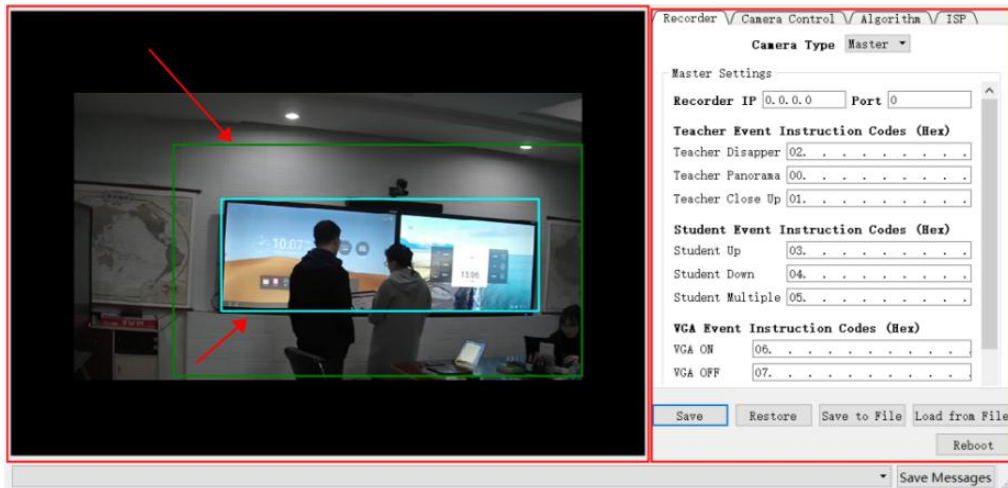 Recorder Camera Control Algorithm ISP
Camera Type Master
Master Settings
Recorder IP 0.0.0.0 Port 0
Teacher Event Instruction Codes (Hex)
Teacher Disapper 02. . . . . . . . .
Teacher Panorama 00. . . . . . . . .
Teacher Close Up 01. . . . . . . . .
Student Event Instruction Codes (Hex)
Student Up 03. . . . . . . . .
Student Down 04. . . . . . . . .
Student Multiple 05. . . . . . . . .
VGA Event Instruction Codes (Hex)
VGA ON 06. . . . . . . . . . .
VGA OFF 07. . . . . . . . . . .
Save Restore Save to File Load from File
Reboot
Save Messages
10:07
15:06